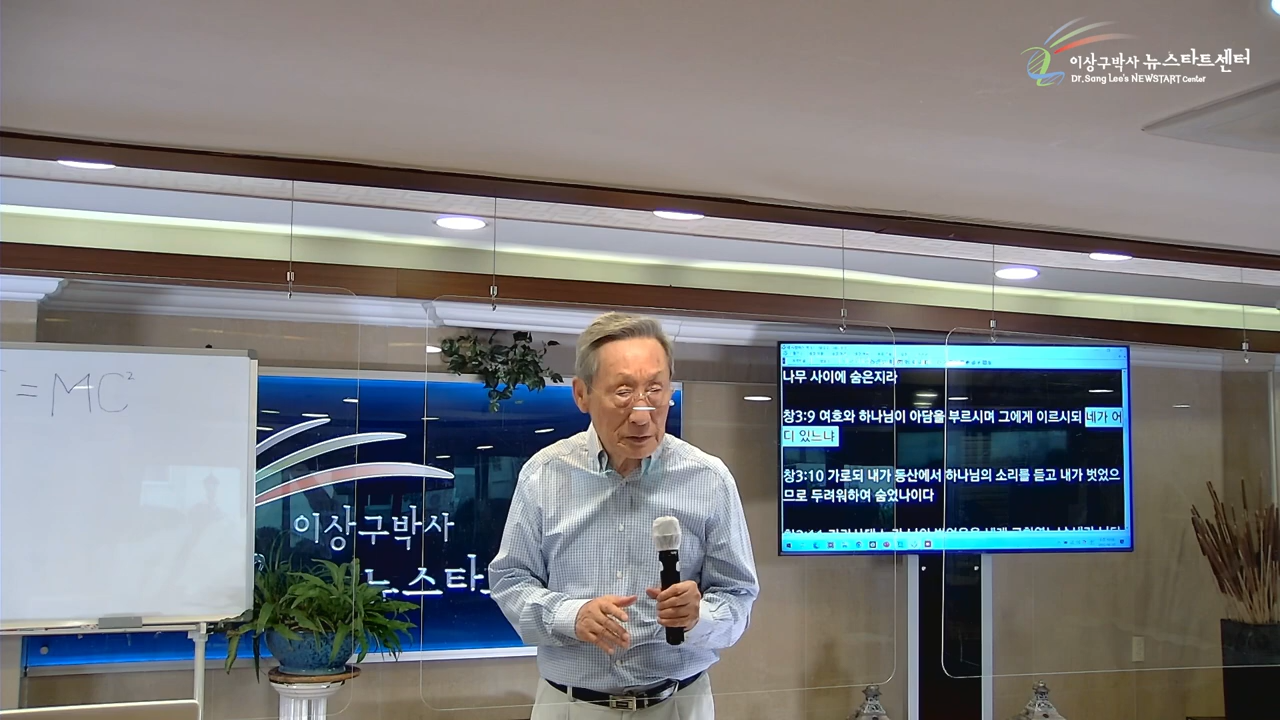 이상구박사 뉴스타트센터
Dr. Sang Lee's NEWSTART Center
= MC²
이상구박사
뉴스타
나무 사이에 숨은지라
창3:9 여호와 하나님이 아담을 부르시며 그에게 이르시되 네가 어
디 있느냐
창3:10 가로되 내가 동산에서 하나님의 소리를 듣고 내가 벗었으
므로 두려워하여 숨었나이다